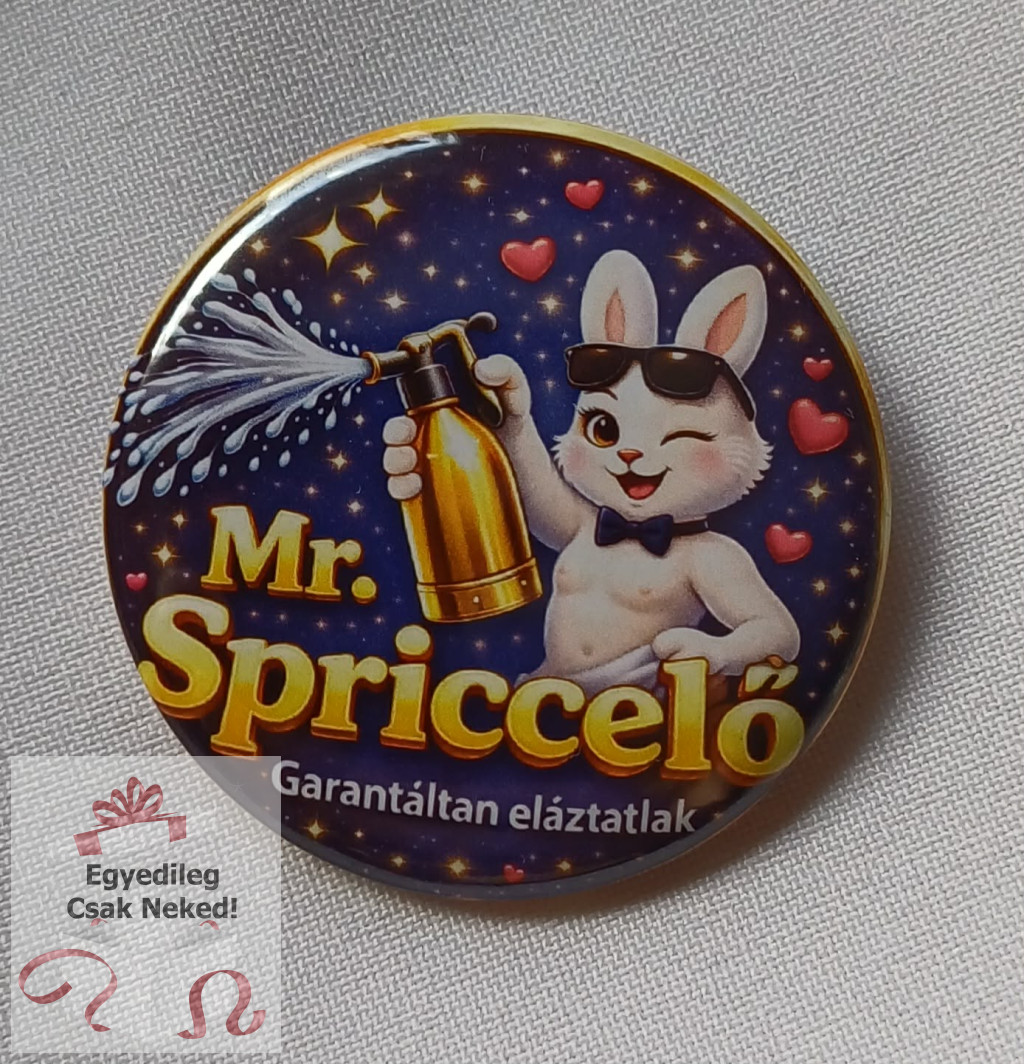 Mr.
Spriccelő
Garantáltan eláztatlak
Egyedileg
Csak Neked!